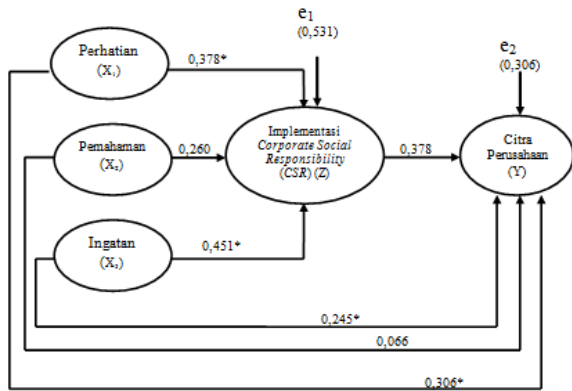 e₁
(0,531)
e₂
(0,306)
Perhatian
(X₁)
0,378*
Implementasi
Corporate Social
Responsibility
(CSR) (Z)
Pemahaman
(X₂)
0,260
0,378
Citra
Perusahaan
(Y)
Ingatan
(X₃)
0,451*
0,245*
0,066
0,306*